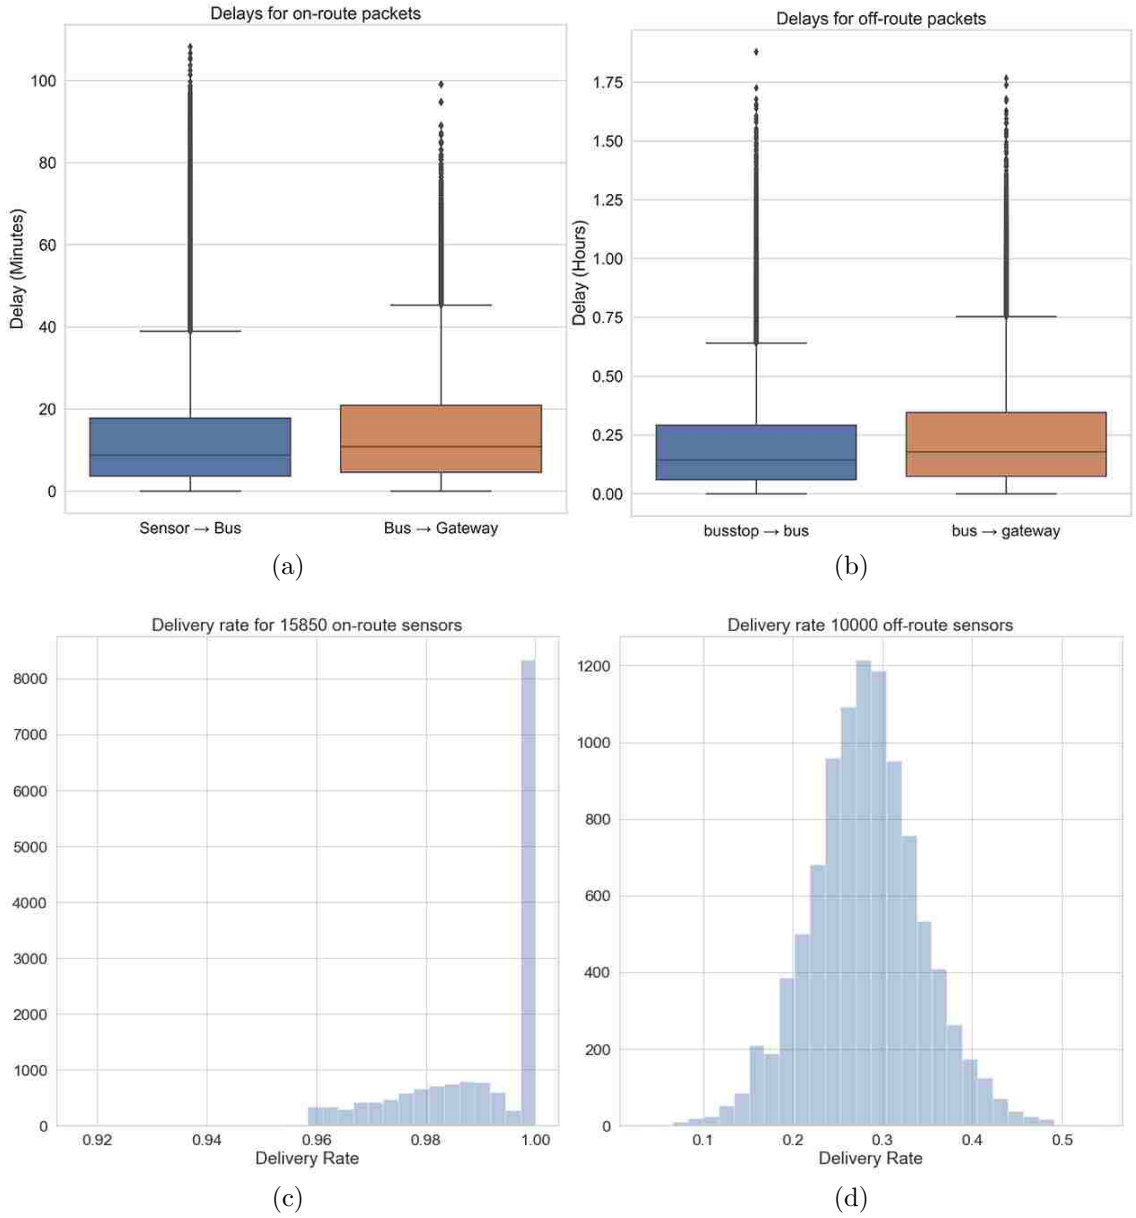 Delays for on-route packets
Delay (Minutes)
100
80
60
40
20
0
Sensor → Bus
Bus → Gateway
(a)
Delays for off-route packets
Delay (Hours)
1.75
1.50
1.25
1.00
0.75
0.50
0.25
0.00
busstop → bus
bus → gateway
(b)
Delivery rate for 15850 on-route sensors
8000
7000
6000
5000
4000
3000
2000
1000
0
0.92 0.94 0.96 0.98 1.00
Delivery Rate
(c)
Delivery rate 10000 off-route sensors
1200
1000
800
600
400
200
0
0.1 0.2 0.3 0.4 0.5
Delivery Rate
(d)